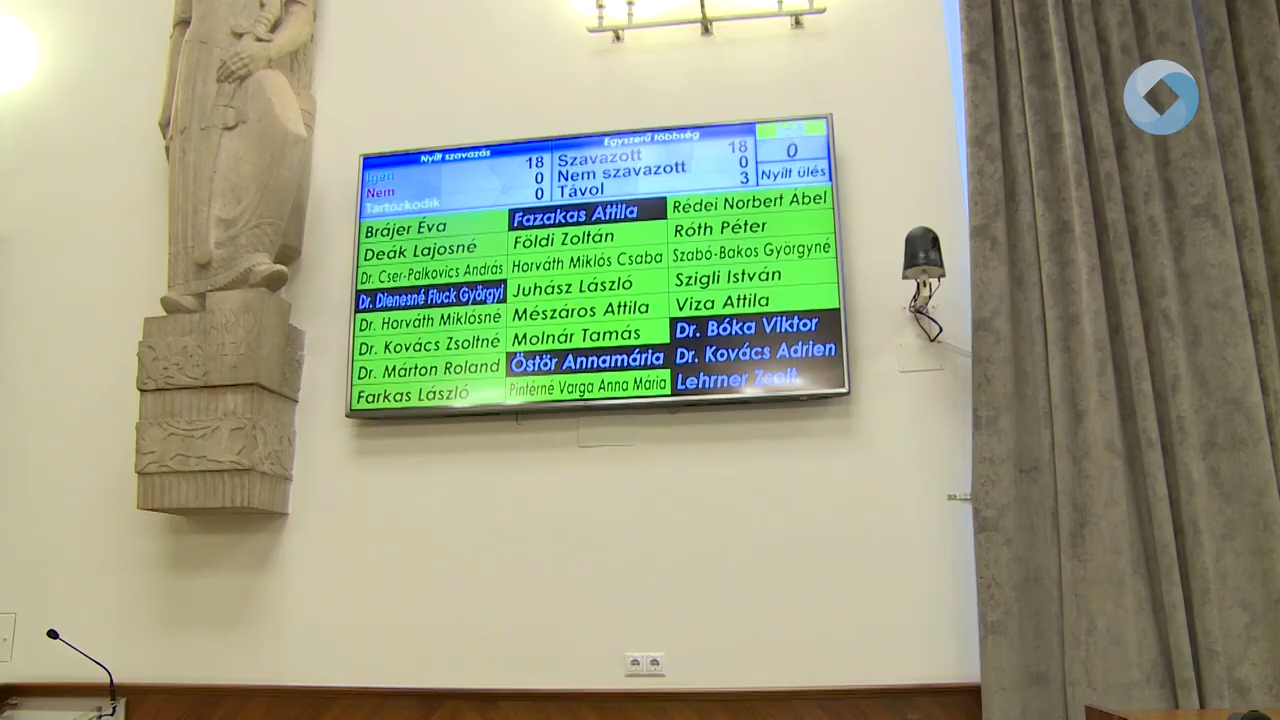 Nyílt szavazás
Igen 18
Nem 0
Tartózkodik 0
Egyszerű többség
Szavazott 18
Nem szavazott 0
Távol 3
0
Nyílt ülés
Brájer Éva
Deák Lajosné
Dr. Cser-Palkovics András
Dr. Dienesné Fluck Györgyi
Dr. Horváth Miklósné
Dr. Kovács Zsoltné
Dr. Márton Roland
Farkas László
Fazakas Attila
Földi Zoltán
Horváth Miklós Csaba
Juhász László
Mészáros Attila
Molnár Tamás
Östör Annamária
Pintérné Varga Anna Mária
Rédei Norbert Ábel
Róth Péter
Szabó-Bakos Györgyné
Szigli István
Viza Attila
Dr. Bóka Viktor
Dr. Kovács Adrien
Lehrner Zsolt